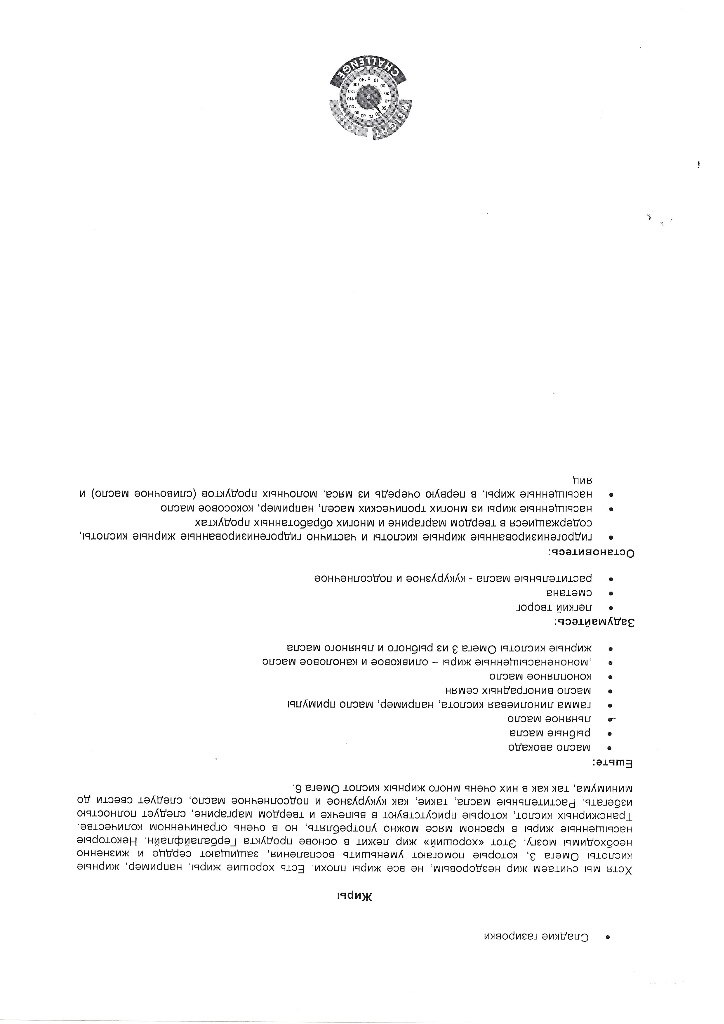 • Сладкие газировки
Жиры
Хотя мы считаем жир нездоровым, не все жиры плохи. Есть хорошие жиры, например, жирные
кислоты Омега 3, которые помогают уменьшить воспаления, защищают сердце и жизненно
необходимы мозгу. Этот «хороший» жир лежит в основе продукта Гербалайфлайн. Некоторые
насыщенные жиры в красном мясе можно употреблять, но в очень ограниченном количестве.
Трансжирных кислот, которые присутствуют в выпечке и твердом маргарине, следует полностью
избегать. Растительные масла, такие, как кукурузное и подсолнечное масло, следует свести до
минимума, так как в них очень много жирных кислот Омега 6.
Ешьте:
• масло авокадо
• рыбные масла
• льняное масло
• гамма линолиевая кислота, например, масло примулы
• масло виноградных семян
• конопляное масло
• мононенасыщенные жиры – оливковое и каноловое масло
• жирные кислоты Омега 3 из рыбного и льняного масла
Задумайтесь:
• легкий творог
• сметана
• растительные масла - кукурузное и подсолнечное
Остановитесь:
• гидрогенизированные жирные кислоты и частично гидрогенизированные жирные кислоты,
содержащиеся в твердом маргарине и многих обработанных продуктах
• насыщенные жиры из многих тропических масел, например, кокосовое масло
• насыщенные жиры, в первую очередь из мяса, молочных продуктов (сливочное масло) и
яиц
CHALLENGE